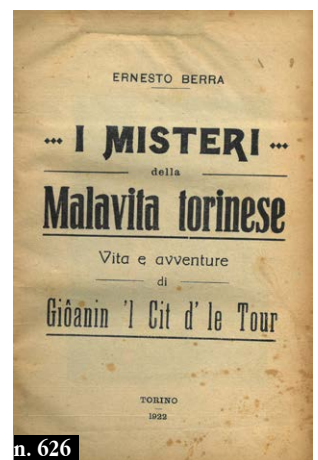 ERNESTO BERRA
I MISTERI
della
Malavita torinese
Vita e avventure
di
Giôanin 'l Cit d' le Tour
TORINO
1922
n. 626